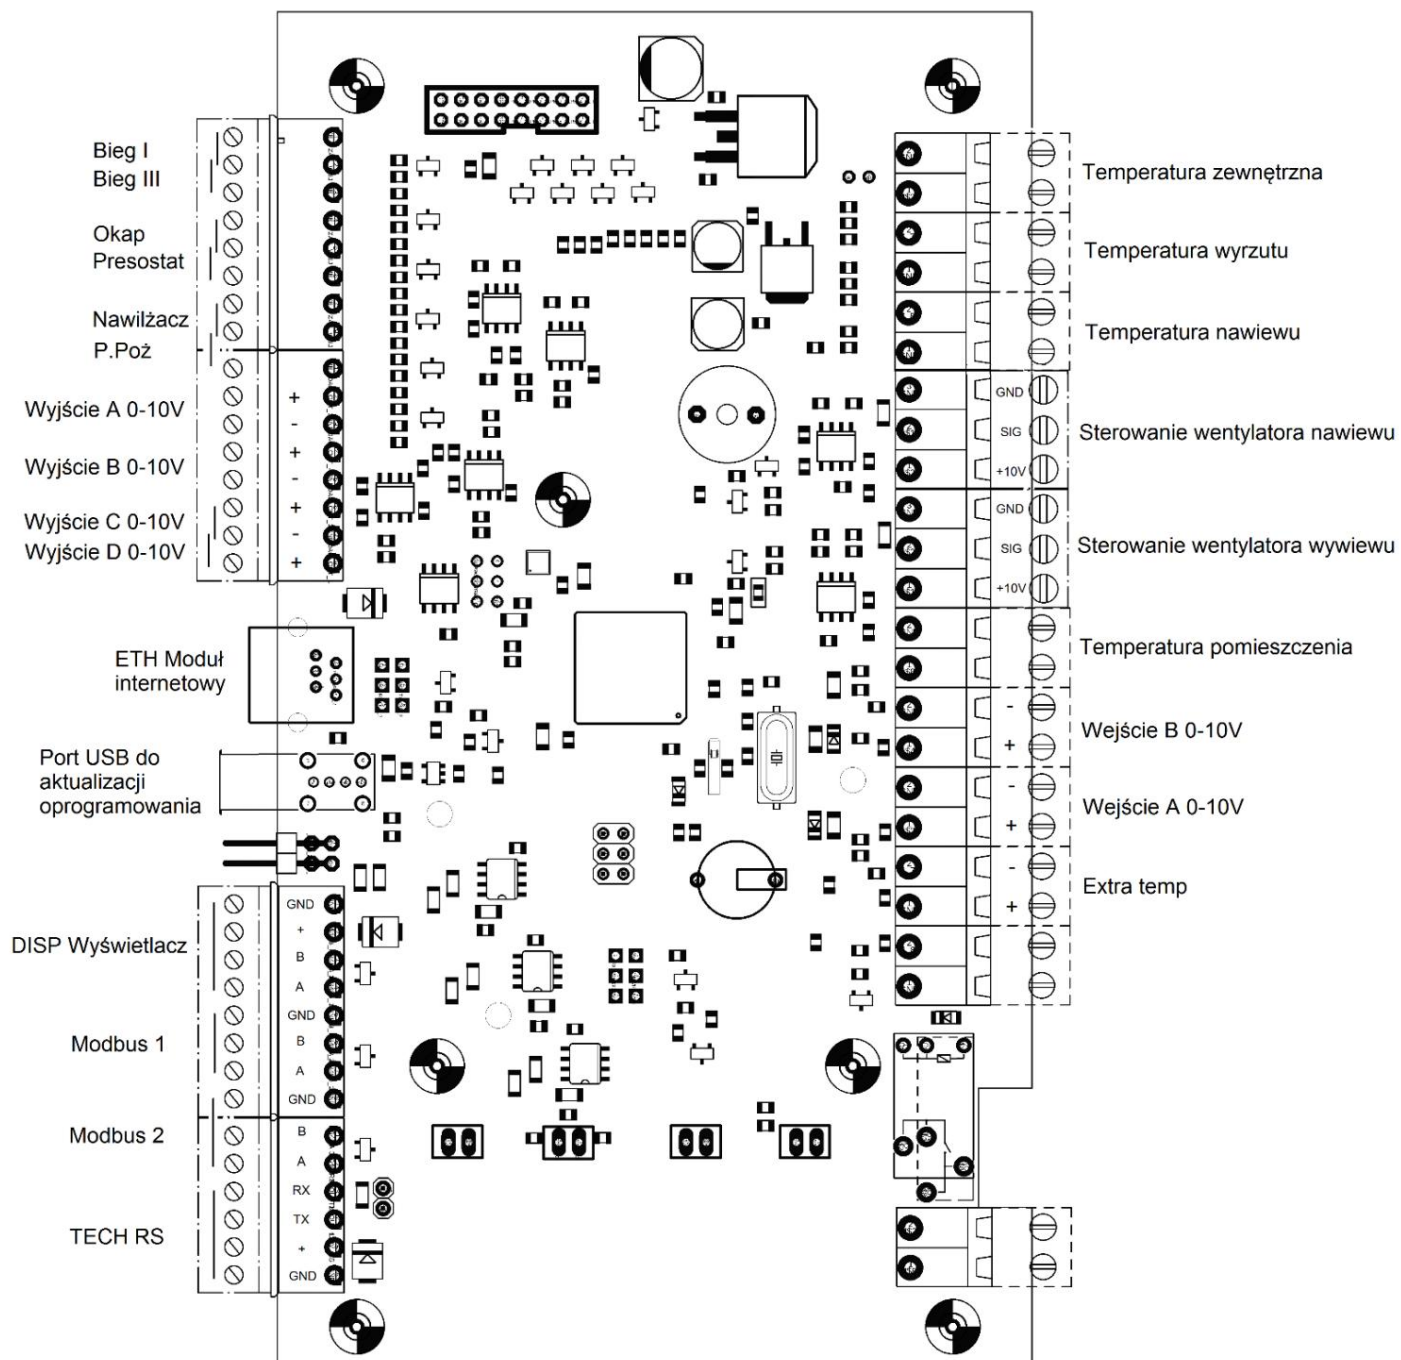 Bieg I
Bieg III
Okap
Presostat
Nawilżacz
P.Poż
Wyjście A 0-10V
+
-
Wyjście B 0-10V
+
-
Wyjście C 0-10V
+
-
Wyjście D 0-10V
+
ETH Moduł
internetowy
Port USB do
aktualizacji
oprogramowania
DISP Wyświetlacz
GND
+
B
A
Modbus 1
GND
B
A
GND
Modbus 2
B
A
TECH RS
RX
TX
+
GND
Temperatura zewnętrzna
Temperatura wyrzutu
Temperatura nawiewu
GND
SIG
+10V
Sterowanie wentylatora nawiewu
GND
SIG
+10V
Sterowanie wentylatora wywiewu
Temperatura pomieszczenia
-
+
Wejście B 0-10V
-
+
Wejście A 0-10V
-
+
Extra temp